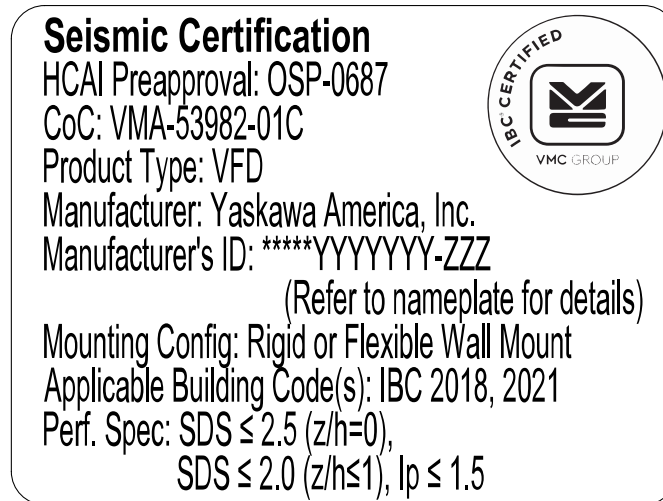 Seismic Certification
HCAI Preapproval: OSP-0687
CoC: VMA-53982-01C
Product Type: VFD
Manufacturer: Yaskawa America, Inc.
Manufacturer's ID: *****YYYYYYY-ZZZ
(Refer to nameplate for details)
Mounting Config: Rigid or Flexible Wall Mount
Applicable Building Code(s): IBC 2018, 2021
Perf. Spec: SDS ≤ 2.5 (z/h=0),
SDS ≤ 2.0 (z/h≤1), Ip ≤ 1.5
IBC® CERTIFIED
VMC GROUP